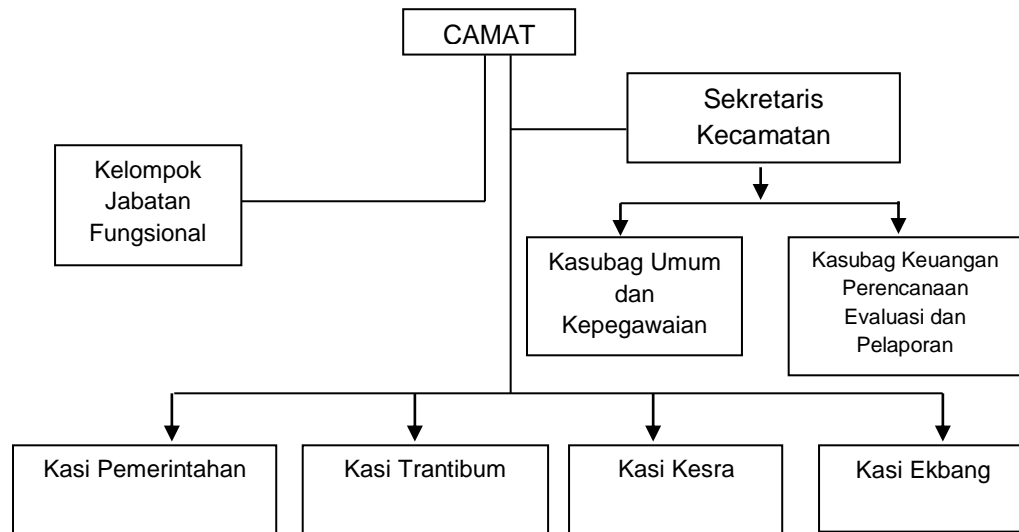 CAMAT
Sekretaris
Kecamatan
Kelompok
Jabatan
Fungsional
Kasubag Umum
dan
Kepegawaian
Kasubag Keuangan
Perencanaan
Evaluasi dan
Pelaporan
Kasi Pemerintahan
Kasi Trantibum
Kasi Kesra
Kasi Ekbang